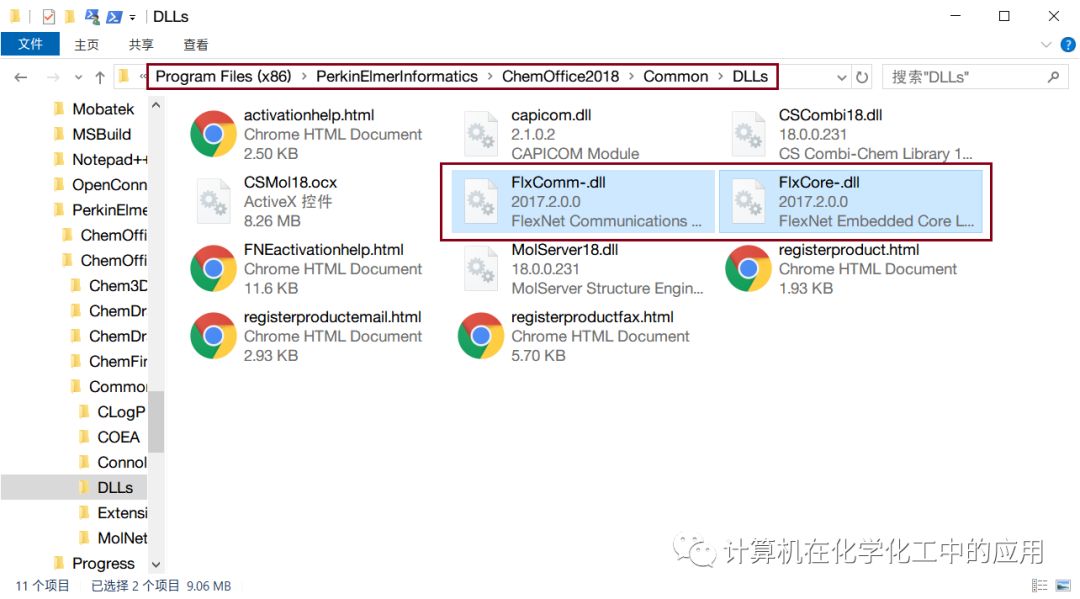 DLLs
文件 主页 共享 查看
Program Files (x86) › PerkinElmerInformatics › ChemOffice2018 › Common › DLLs
搜索"DLLs"
Mobatek
MSBuild
Notepad++
OpenConn
PerkinElme
ChemOffi
ChemOffi
Chem3D
ChemDr
ChemDr
ChemFir
Common
CLogP
COEA
Connol
DLLs
Extensi
MolNet
Progress
activationhelp.html
Chrome HTML Document
2.50 KB
capicom.dll
2.1.0.2
CAPICOM Module
CSCombi18.dll
18.0.0.231
CS Combi-Chem Library 1...
CSMol18.ocx
ActiveX 控件
8.26 MB
FlxComm-.dll
2017.2.0.0
FlexNet Communications ...
FlxCore-.dll
2017.2.0.0
FlexNet Embedded Core L...
FNEactivationhelp.html
Chrome HTML Document
11.6 KB
MolServer18.dll
18.0.0.231
MolServer Structure Engin...
registerproduct.html
Chrome HTML Document
1.93 KB
registerproductemail.html
Chrome HTML Document
2.93 KB
registerproductfax.html
Chrome HTML Document
5.70 KB
计算机在化学化工中的应用
11 个项目 已选择 2 个项目 9.06 MB